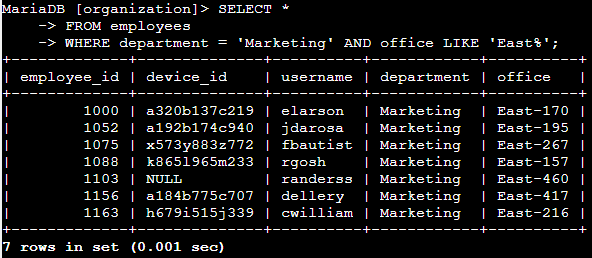 MariaDB [organization]> SELECT *
    -> FROM employees
    -> WHERE department = 'Marketing' AND office LIKE 'East%';
+-------------+--------------+----------+------------+----------+
| employee_id | device_id    | username | department | office   |
+-------------+--------------+----------+------------+----------+
|        1000 | a320b137c219 | elarson  | Marketing  | East-170 |
|        1052 | a192b174c940 | jdarosa  | Marketing  | East-195 |
|        1075 | x573y883z772 | fbautist | Marketing  | East-267 |
|        1088 | k865l965m233 | rgosh    | Marketing  | East-157 |
|        1103 | NULL         | randerss | Marketing  | East-460 |
|        1156 | a184b775c707 | dellery  | Marketing  | East-417 |
|        1163 | h679i515j339 | cwilliam | Marketing  | East-216 |
+-------------+--------------+----------+------------+----------+
7 rows in set (0.001 sec)